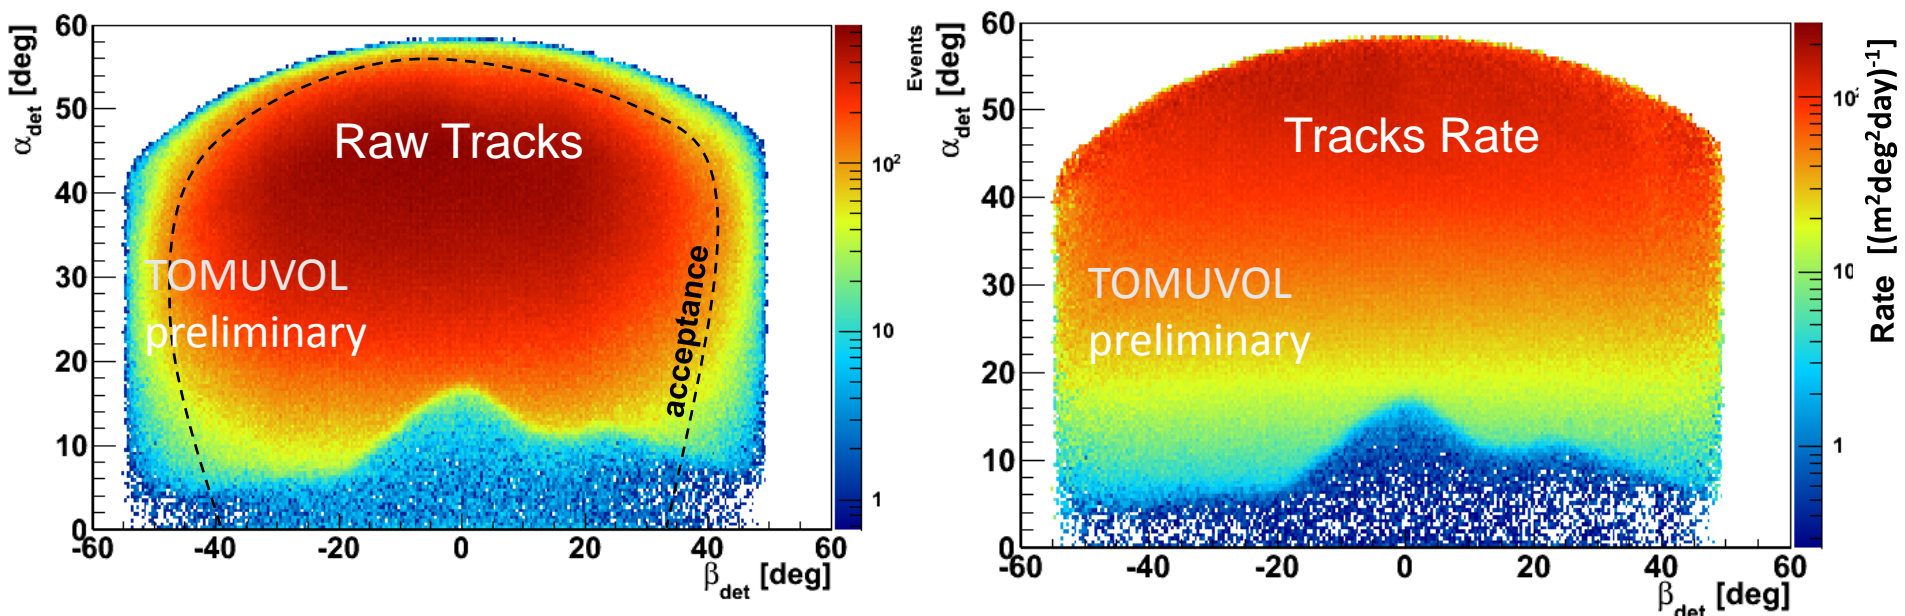 60
50
40
30
20
10
0
α_det [deg]
Raw Tracks
TOMUVOL
preliminary
acceptance
-60 -40 -20 0 20 40 60
β_det [deg]
Events
10²
10
1
60
50
40
30
20
10
0
α_det [deg]
Tracks Rate
TOMUVOL
preliminary
-60 -40 -20 0 20 40 60
β_det [deg]
10²
10
1
Rate [(m²deg²day)⁻¹]